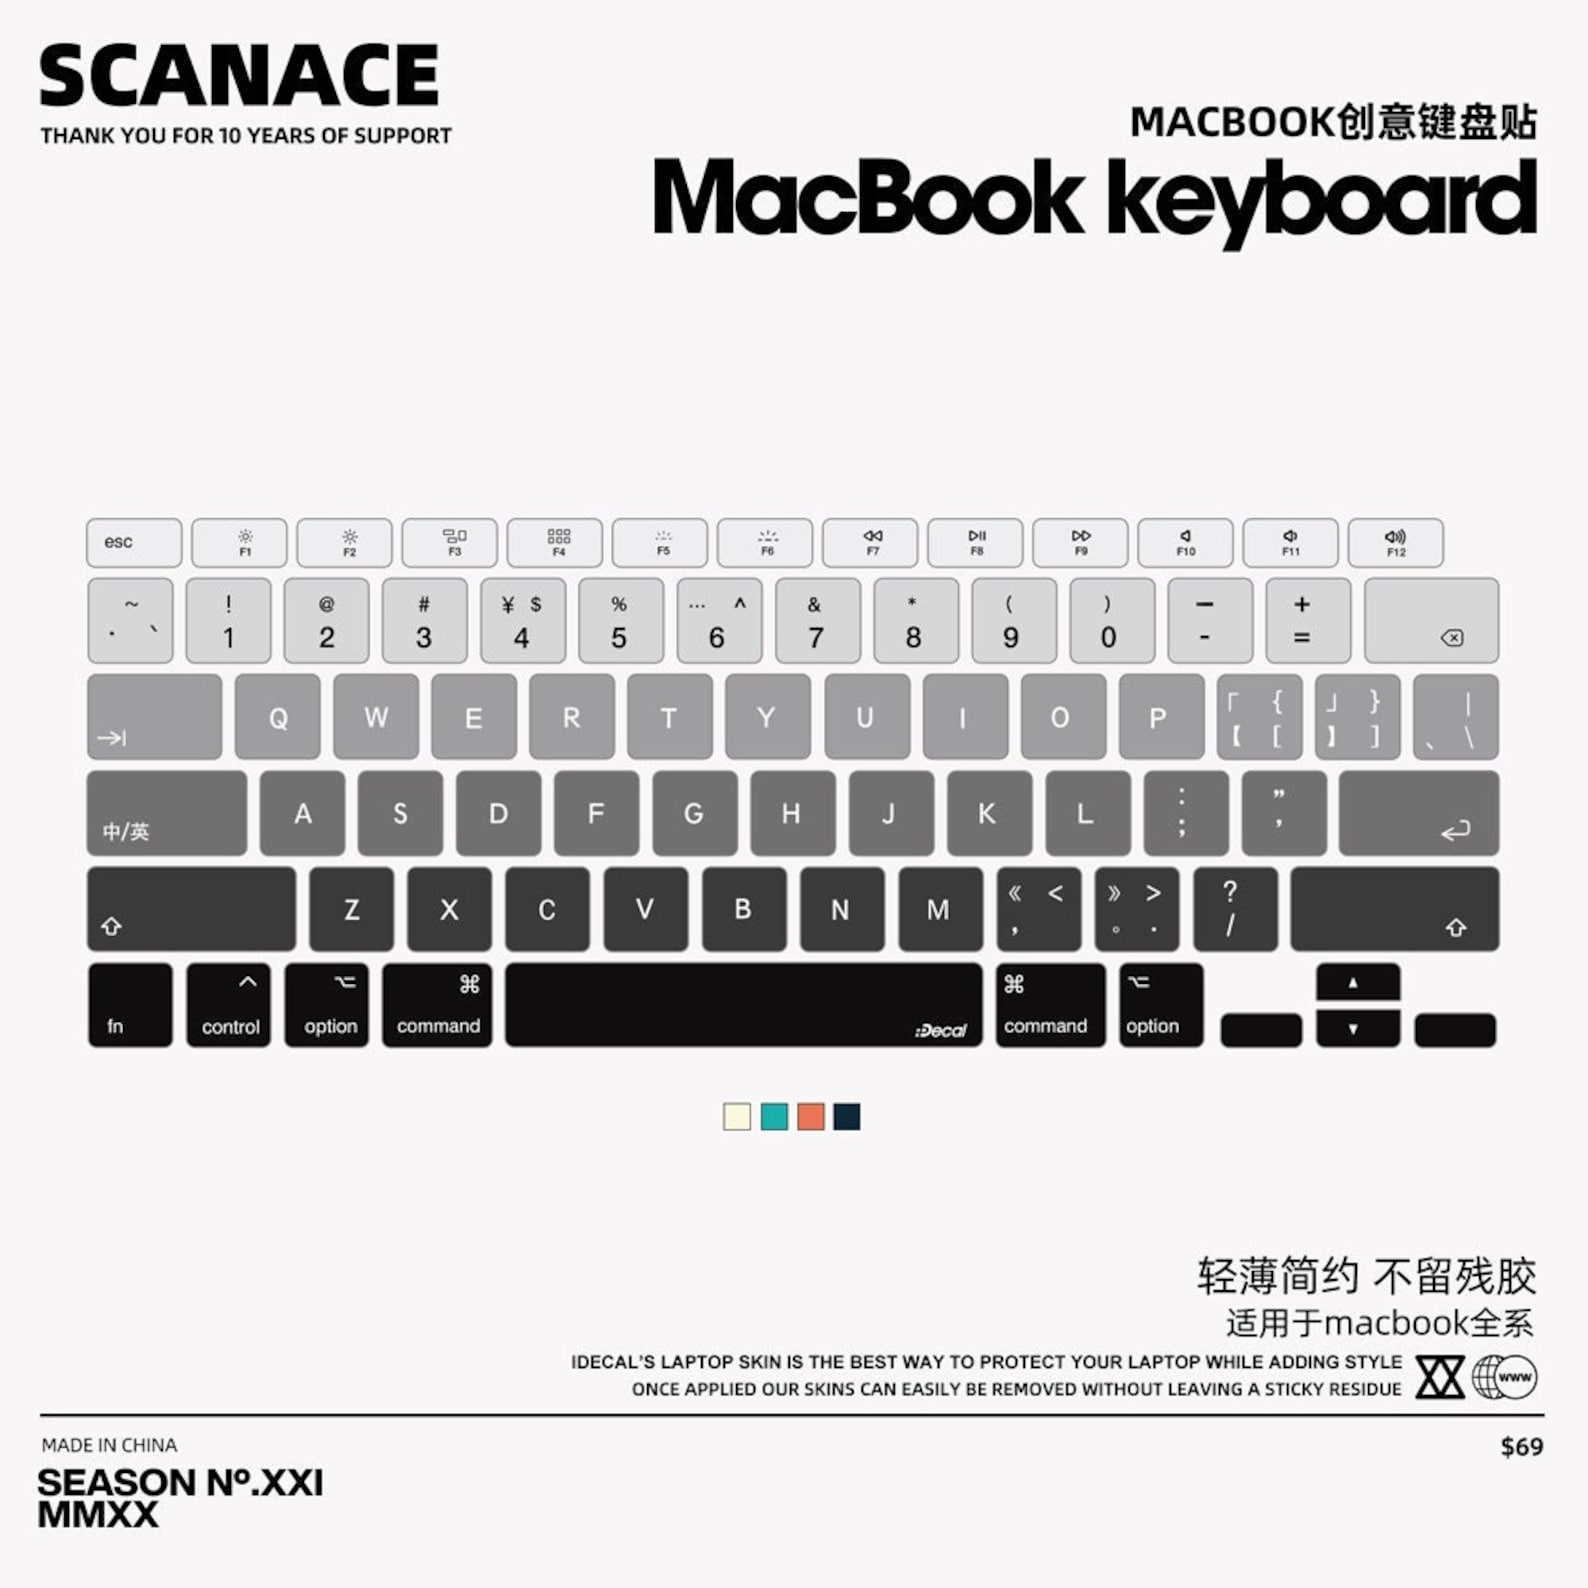 SCANACE
THANK YOU FOR 10 YEARS OF SUPPORT
MACBOOK创意键盘贴
MacBook keyboard
esc F1 F2 F3 F4 F5 F6 F7 F8 F9 F10 F11 F12
~ ! @ # ¥ $ % … ^ & * ( ) — +
· ` 1 2 3 4 5 6 7 8 9 0 - =
Q W E R T Y U I O P 「 { 」 } |
【 [ 】 ] 、 \
中/英 A S D F G H J K L : ; ” ’
Z X C V B N M 《 < 》 > ?
, 。 . /
⌃ ⌥ ⌘ ⌘ ⌥ ▲
fn control option command :Decal command option ▼
轻薄简约 不留残胶
适用于macbook全系
IDECAL’S LAPTOP SKIN IS THE BEST WAY TO PROTECT YOUR LAPTOP WHILE ADDING STYLE
ONCE APPLIED OUR SKINS CAN EASILY BE REMOVED WITHOUT LEAVING A STICKY RESIDUE
www
MADE IN CHINA
$69
SEASON Nº.XXI
MMXX